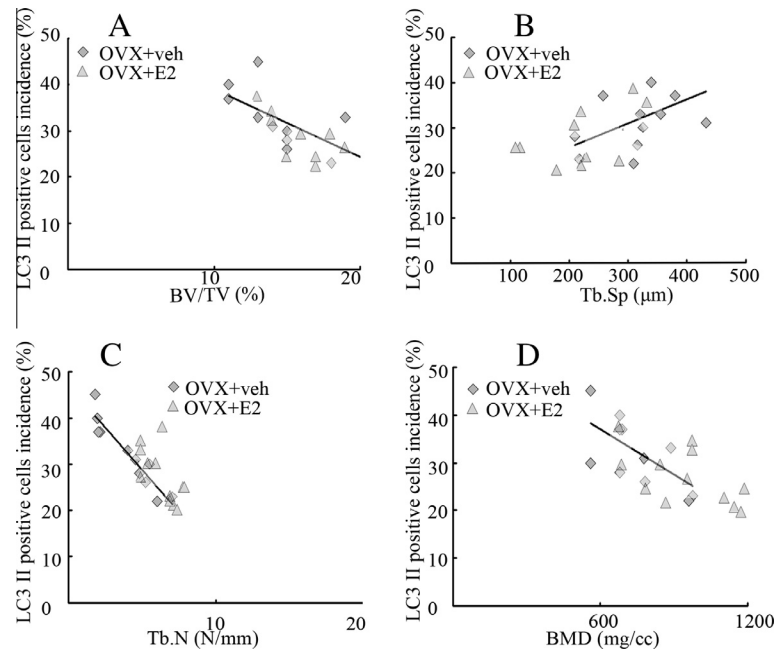 A
LC3 II positive cells incidence (%)
OVX+veh
OVX+E2
50
40
30
20
10
0
10
20
BV/TV (%)
B
LC3 II positive cells incidence (%)
OVX+veh
OVX+E2
50
40
30
20
10
0
100
200
300
400
500
Tb.Sp (μm)
C
LC3 II positive cells incidence (%)
OVX+veh
OVX+E2
50
40
30
20
10
0
10
20
Tb.N (N/mm)
D
LC3 II positive cells incidence (%)
OVX+veh
OVX+E2
50
40
30
20
10
0
600
1200
BMD (mg/cc)